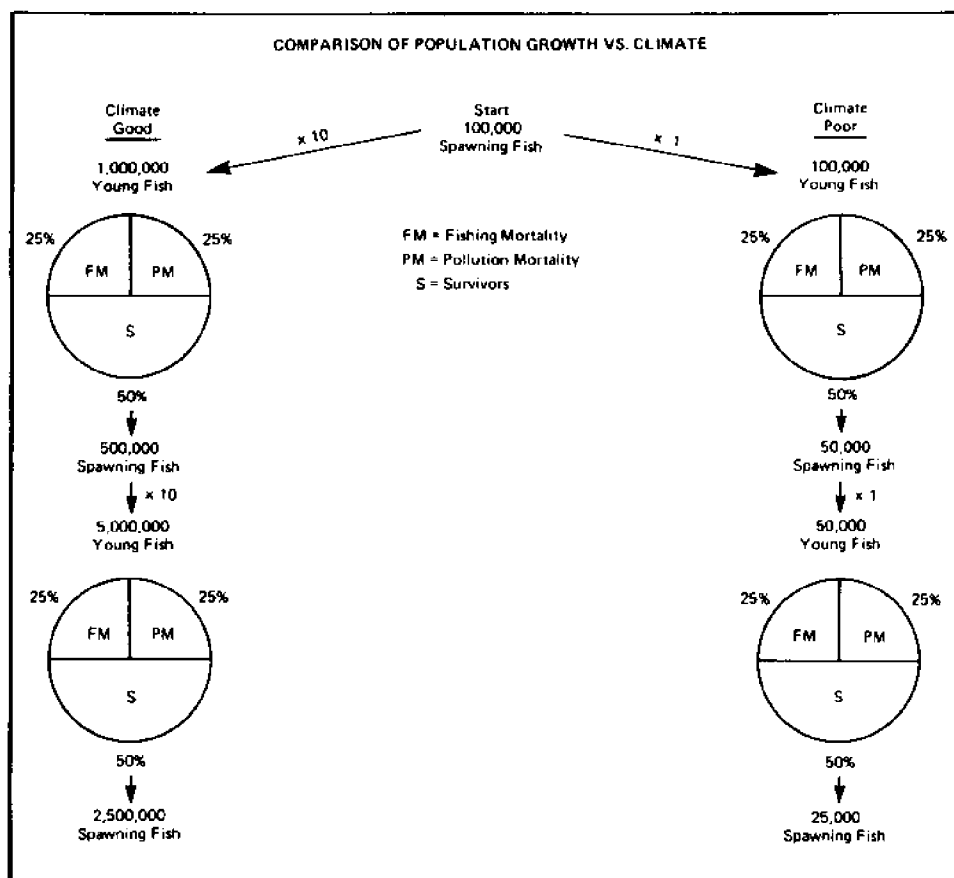 COMPARISON OF POPULATION GROWTH VS. CLIMATE
Climate
Good
1,000,000
Young Fish
x 10
Start
100,000
Spawning Fish
x 1
Climate
Poor
100,000
Young Fish
25%
25%
FM
PM
S
50%
500,000
Spawning Fish
x 10
5,000,000
Young Fish
25%
25%
FM
PM
S
50%
2,500,000
Spawning Fish
FM = Fishing Mortality
PM = Pollution Mortality
S = Survivors
25%
25%
FM
PM
S
50%
50,000
Spawning Fish
x 1
50,000
Young Fish
25%
25%
FM
PM
S
50%
25,000
Spawning Fish